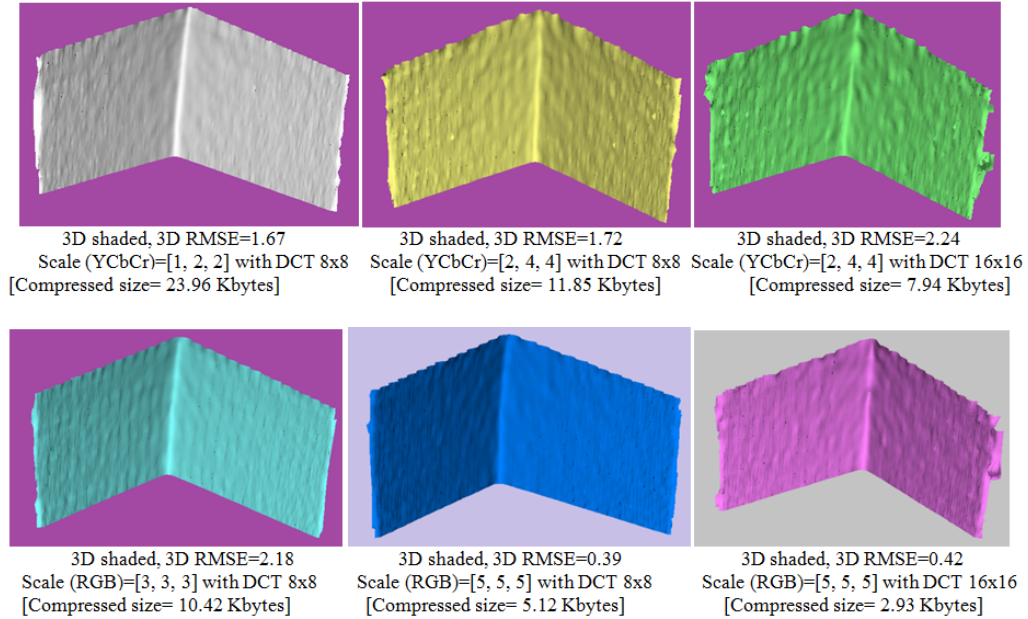 3D shaded, 3D RMSE=1.67
Scale (YCbCr)=[1, 2, 2] with DCT 8x8
[Compressed size= 23.96 Kbytes]
3D shaded, 3D RMSE=1.72
Scale (YCbCr)=[2, 4, 4] with DCT 8x8
[Compressed size= 11.85 Kbytes]
3D shaded, 3D RMSE=2.24
Scale (YCbCr)=[2, 4, 4] with DCT 16x16
[Compressed size= 7.94 Kbytes]
3D shaded, 3D RMSE=2.18
Scale (RGB)=[3, 3, 3] with DCT 8x8
[Compressed size= 10.42 Kbytes]
3D shaded, 3D RMSE=0.39
Scale (RGB)=[5, 5, 5] with DCT 8x8
[Compressed size= 5.12 Kbytes]
3D shaded, 3D RMSE=0.42
Scale (RGB)=[5, 5, 5] with DCT 16x16
[Compressed size= 2.93 Kbytes]